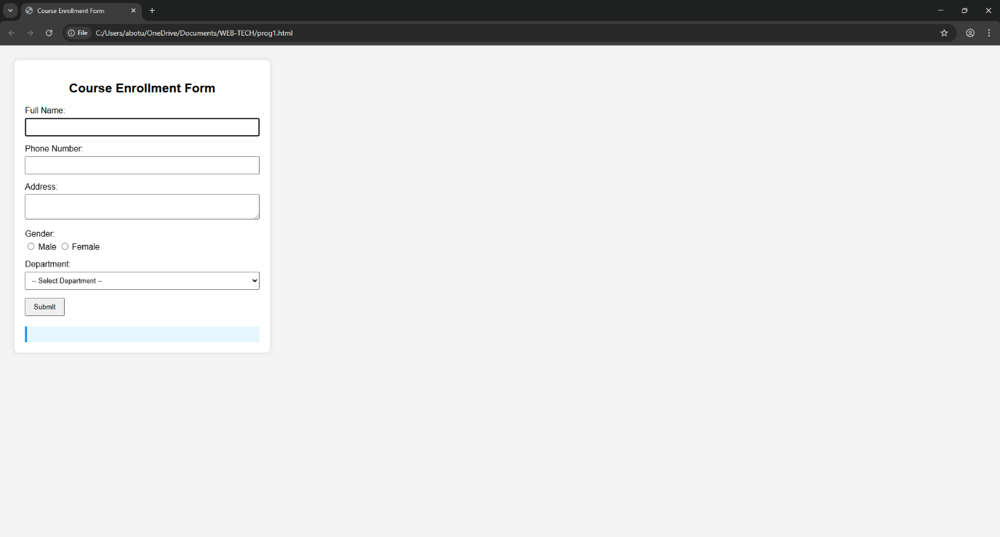 Course Enrollment Form
File C:/Users/abotu/OneDrive/Documents/WEB-TECH/prog1.html
Course Enrollment Form
Full Name:
Phone Number:
Address:
Gender:
Male Female
Department:
-- Select Department --
Submit